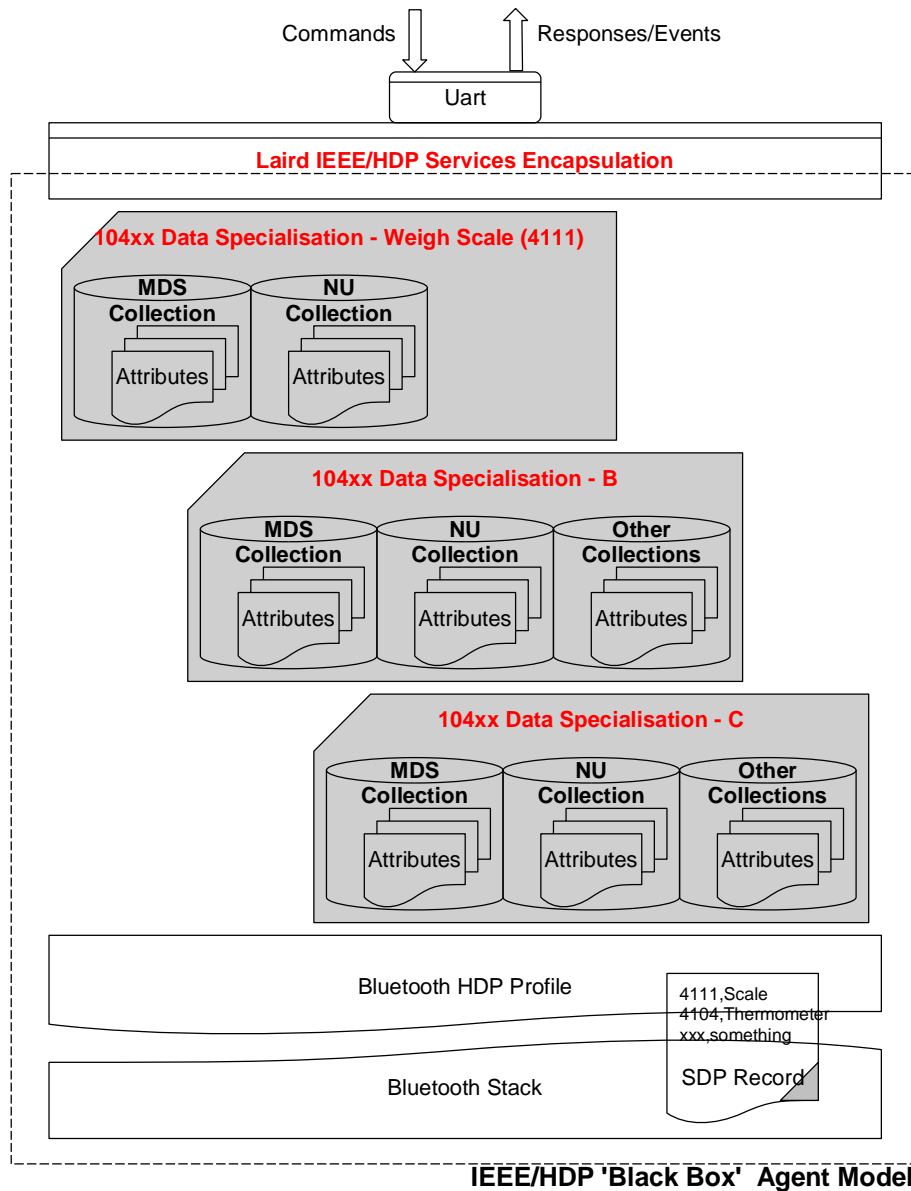 Commands
Responses/Events
Uart
Laird IEEE/HDP Services Encapsulation
104xx Data Specialisation - Weigh Scale (4111)
MDS
Collection
Attributes
NU
Collection
Attributes
104xx Data Specialisation - B
MDS
Collection
Attributes
NU
Collection
Attributes
Other
Collections
Attributes
104xx Data Specialisation - C
MDS
Collection
Attributes
NU
Collection
Attributes
Other
Collections
Attributes
Bluetooth HDP Profile
4111,Scale
4104,Thermometer
xxx,something
SDP Record
Bluetooth Stack
IEEE/HDP 'Black Box' Agent Model